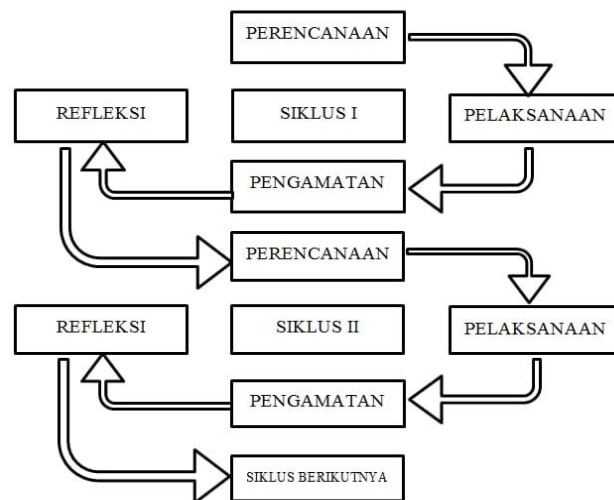 PERENCANAAN
REFLEKSI
SIKLUS I
PELAKSANAAN
PENGAMATAN
PERENCANAAN
REFLEKSI
SIKLUS II
PELAKSANAAN
PENGAMATAN
SIKLUS BERIKUTNYA